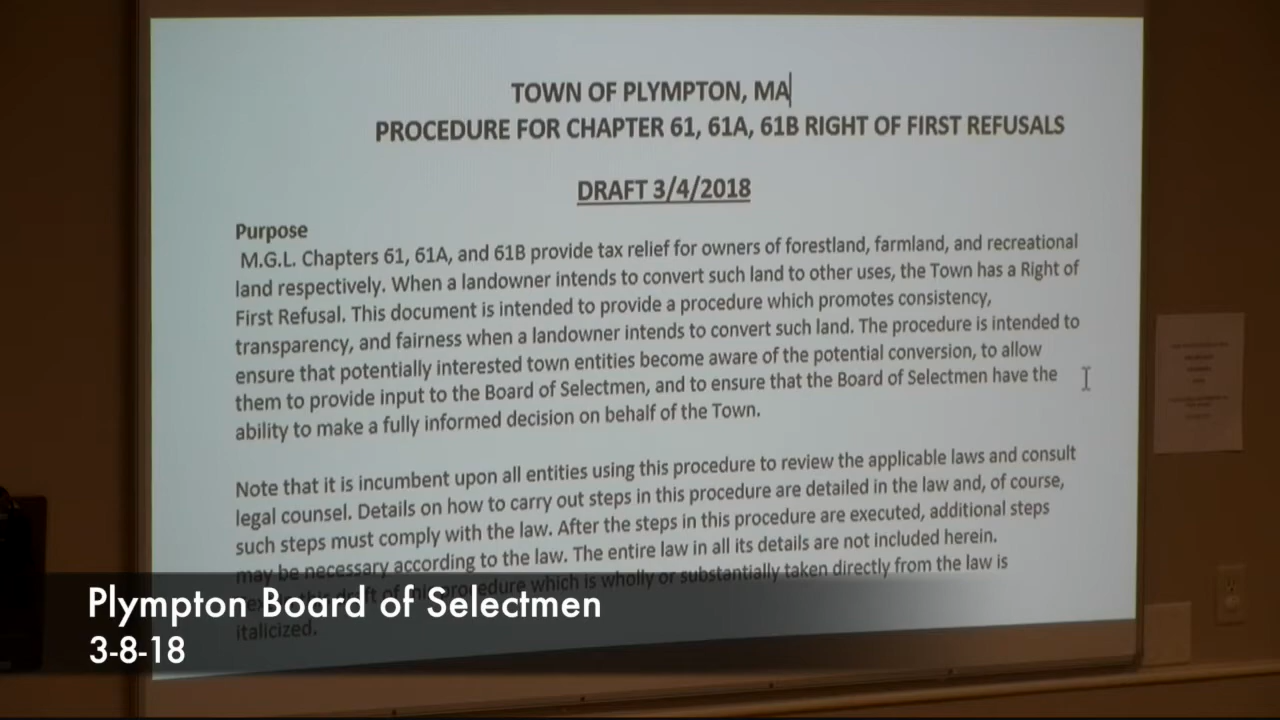 TOWN OF PLYMPTON, MA
PROCEDURE FOR CHAPTER 61, 61A, 61B RIGHT OF FIRST REFUSALS
DRAFT 3/4/2018
Purpose
M.G.L. Chapters 61, 61A, and 61B provide tax relief for owners of forestland, farmland, and recreational
land respectively. When a landowner intends to convert such land to other uses, the Town has a Right of
First Refusal. This document is intended to provide a procedure which promotes consistency,
transparency, and fairness when a landowner intends to convert such land. The procedure is intended to
ensure that potentially interested town entities become aware of the potential conversion, to allow
them to provide input to the Board of Selectmen, and to ensure that the Board of Selectmen have the
ability to make a fully informed decision on behalf of the Town.
Note that it is incumbent upon all entities using this procedure to review the applicable laws and consult
legal counsel. Details on how to carry out steps in this procedure are detailed in the law and, of course,
such steps must comply with the law. After the steps in this procedure are executed, additional steps
may be necessary according to the law. The entire law in all its details are not included herein.
procedure which is wholly or substantially taken directly from the law is
italicized.
Plympton Board of Selectmen
3-8-18